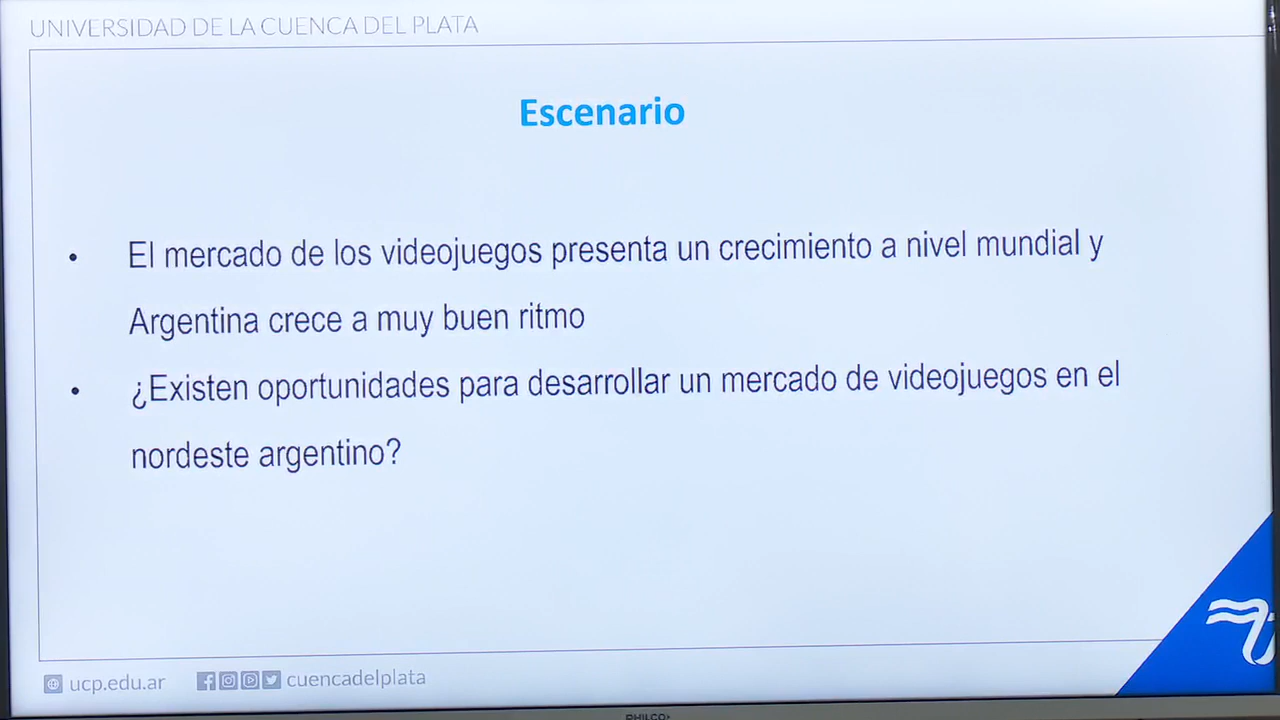 UNIVERSIDAD DE LA CUENCA DEL PLATA
Escenario
• El mercado de los videojuegos presenta un crecimiento a nivel mundial y
Argentina crece a muy buen ritmo
• ¿Existen oportunidades para desarrollar un mercado de videojuegos en el
nordeste argentino?
ucp.edu.ar cuencadelplata
PHILCO